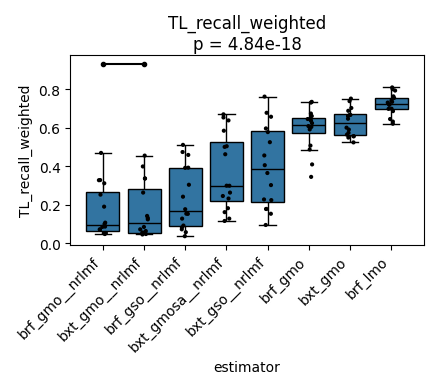 TL_recall_weighted
p = 4.84e-18
TL_recall_weighted
0.8
0.6
0.4
0.2
0.0
brf_gmo__nrlmf
bxt_gmo__nrlmf
brf_gso__nrlmf
bxt_gmosa__nrlmf
bxt_gso__nrlmf
brf_gmo
bxt_gmo
brf_lmo
estimator